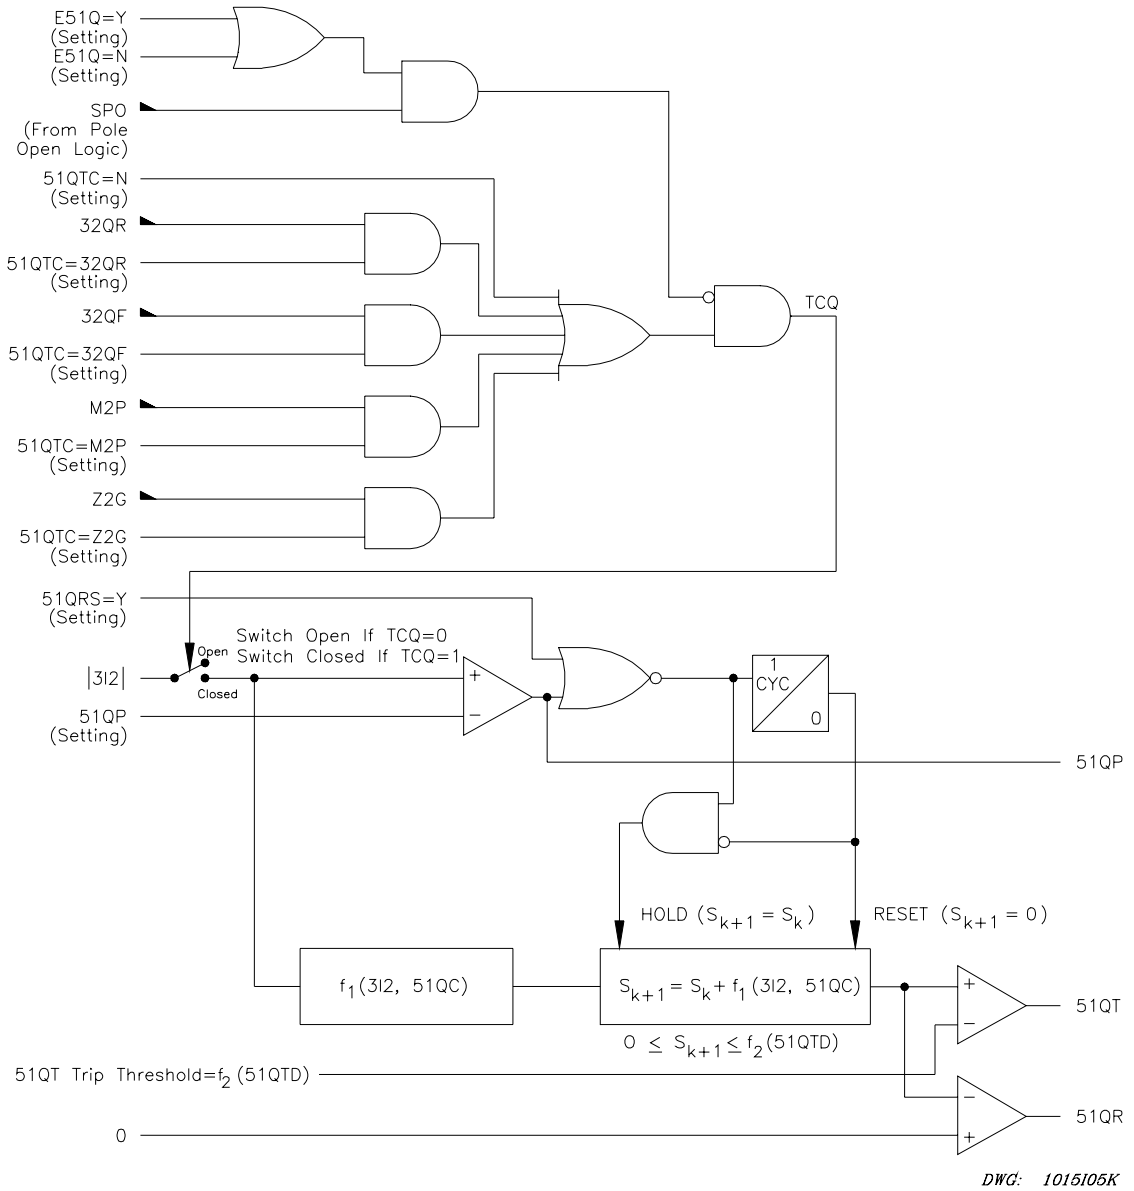 E51Q=Y
(Setting)
E51Q=N
(Setting)
SPO
(From Pole
Open Logic)
51QTC=N
(Setting)
32QR
51QTC=32QR
(Setting)
32QF
51QTC=32QF
(Setting)
M2P
51QTC=M2P
(Setting)
Z2G
51QTC=Z2G
(Setting)
TCQ
51QRS=Y
(Setting)
Switch Open If TCQ=0
Switch Closed If TCQ=1
Open
Closed
|3I2|
51QP
(Setting)
+
−
1
CYC
0
51QP
HOLD (Sk+1 = Sk)
RESET (Sk+1 = 0)
f1(3I2, 51QC)
Sk+1 = Sk + f1 (3I2, 51QC)
0 ≤ Sk+1 ≤ f2(51QTD)
+
−
51QT
51QT Trip Threshold=f2 (51QTD)
−
+
51QR
0
DWG: 1015I05K